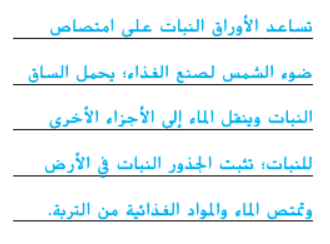 تساعد الأوراق النبات على امتصاص
ضوء الشمس لصنع الغذاء؛ يحمل الساق
النبات وينقل الماء إلى الأجزاء الأخرى
للنبات؛ تثبت الجذور النبات في الأرض
وتمتص الماء والمواد الغذائية من التربة.